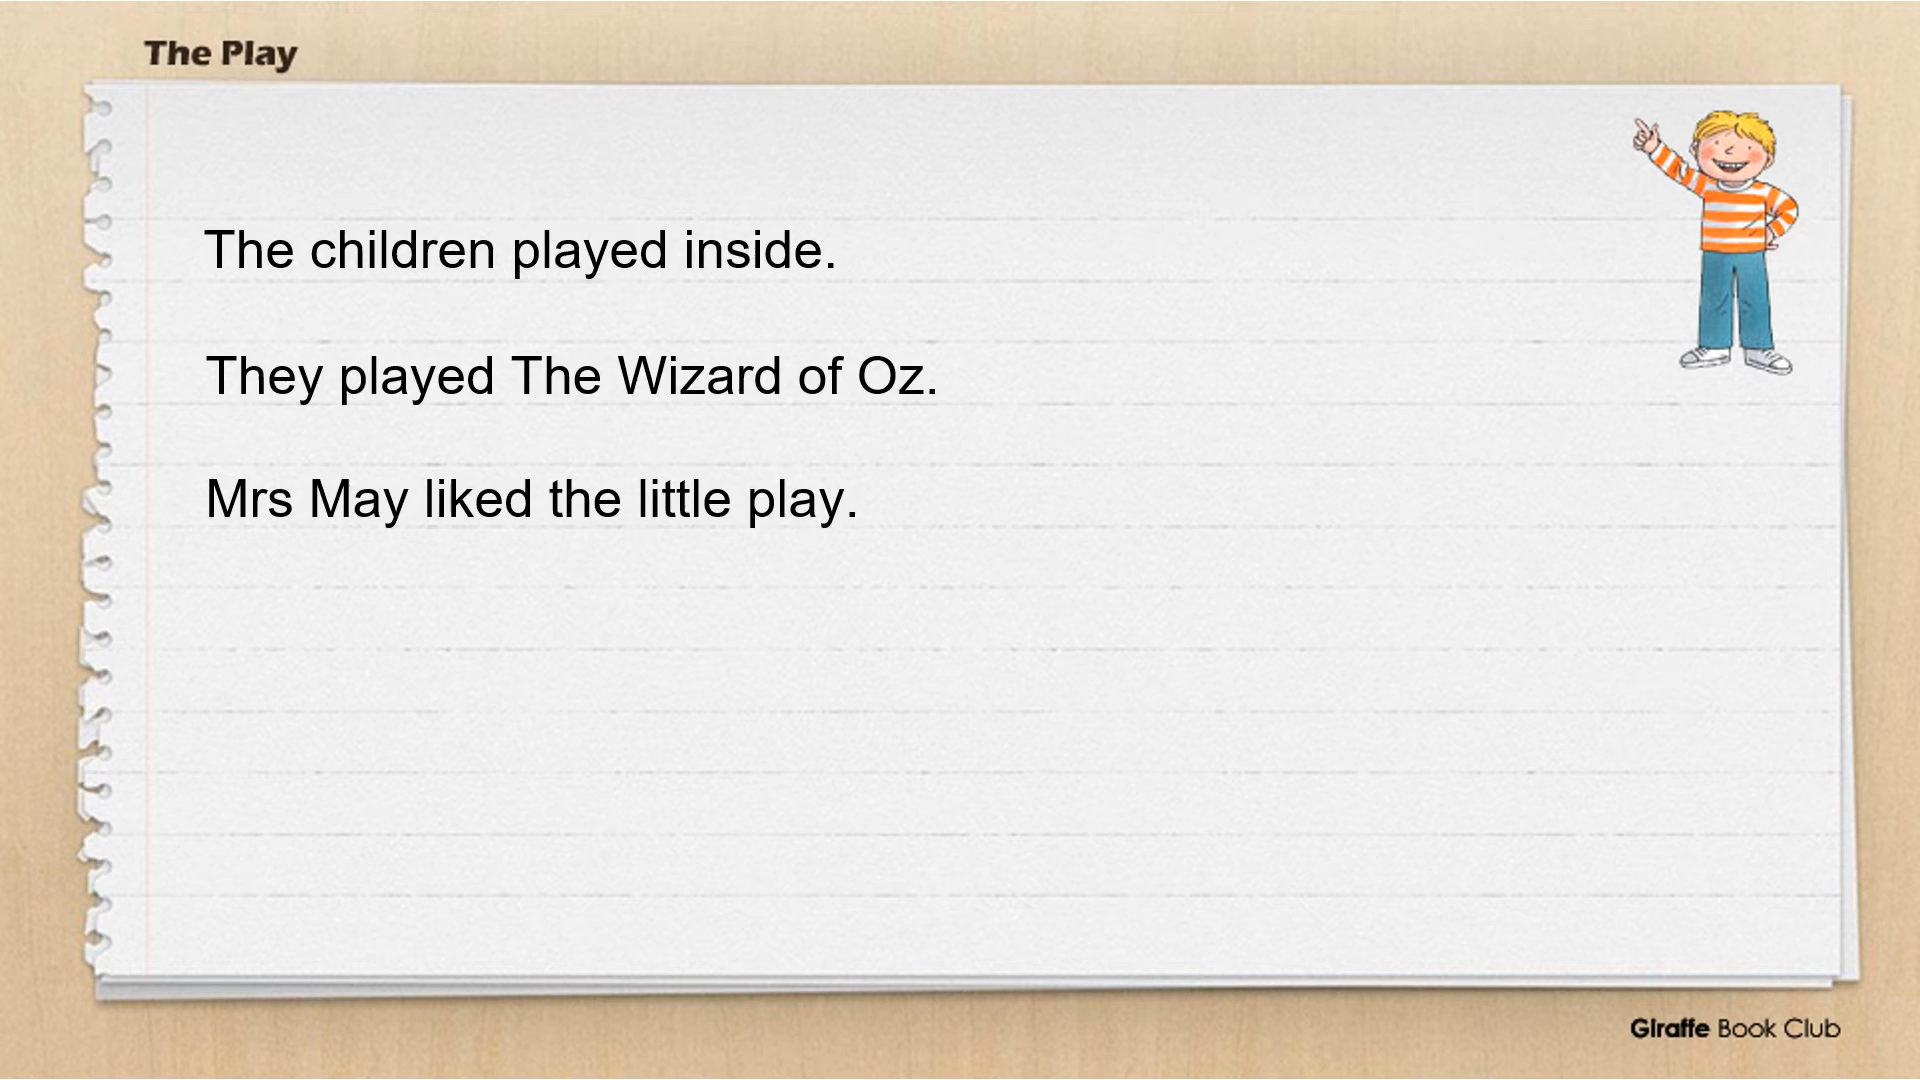 The Play
The children played inside.
They played The Wizard of Oz.
Mrs May liked the little play.
Giraffe Book Club